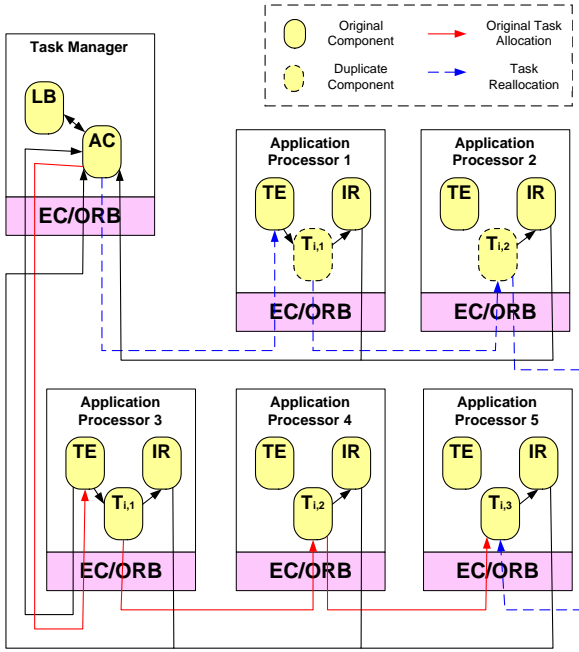 Original Component
Original Task Allocation
Duplicate Component
Task Reallocation
Task Manager
LB
AC
EC/ORB
Application Processor 1
TE
IR
Ti,1
EC/ORB
Application Processor 2
TE
IR
Ti,2
EC/ORB
Application Processor 3
TE
IR
Ti,1
EC/ORB
Application Processor 4
TE
IR
Ti,2
EC/ORB
Application Processor 5
TE
IR
Ti,3
EC/ORB